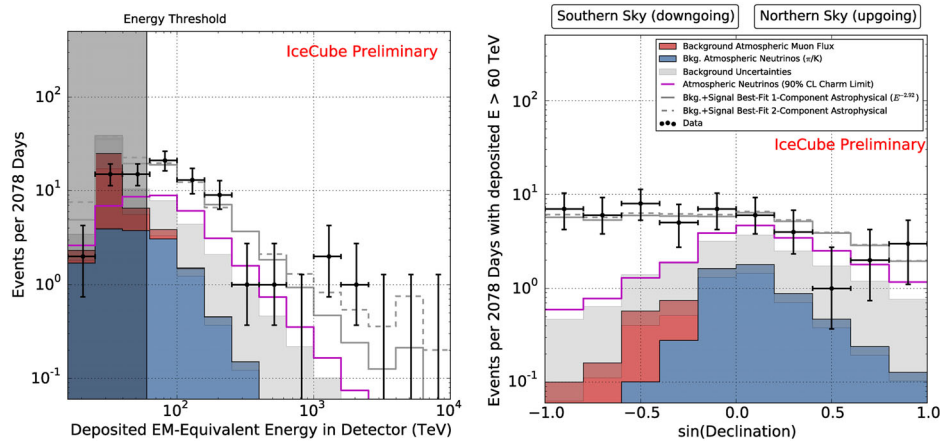 Energy Threshold
IceCube Preliminary
Events per 2078 Days
10²
10¹
10⁰
10⁻¹
10² 10³ 10⁴
Deposited EM-Equivalent Energy in Detector (TeV)
Southern Sky (downgoing) Northern Sky (upgoing)
Background Atmospheric Muon Flux
Bkg. Atmospheric Neutrinos (π/K)
Background Uncertainties
Atmospheric Neutrinos (90% CL Charm Limit)
Bkg.+Signal Best-Fit 1-Component Astrophysical (E⁻²·⁹²)
Bkg.+Signal Best-Fit 2-Component Astrophysical
Data
IceCube Preliminary
Events per 2078 Days with deposited E > 60 TeV
10²
10¹
10⁰
10⁻¹
-1.0 -0.5 0.0 0.5 1.0
sin(Declination)